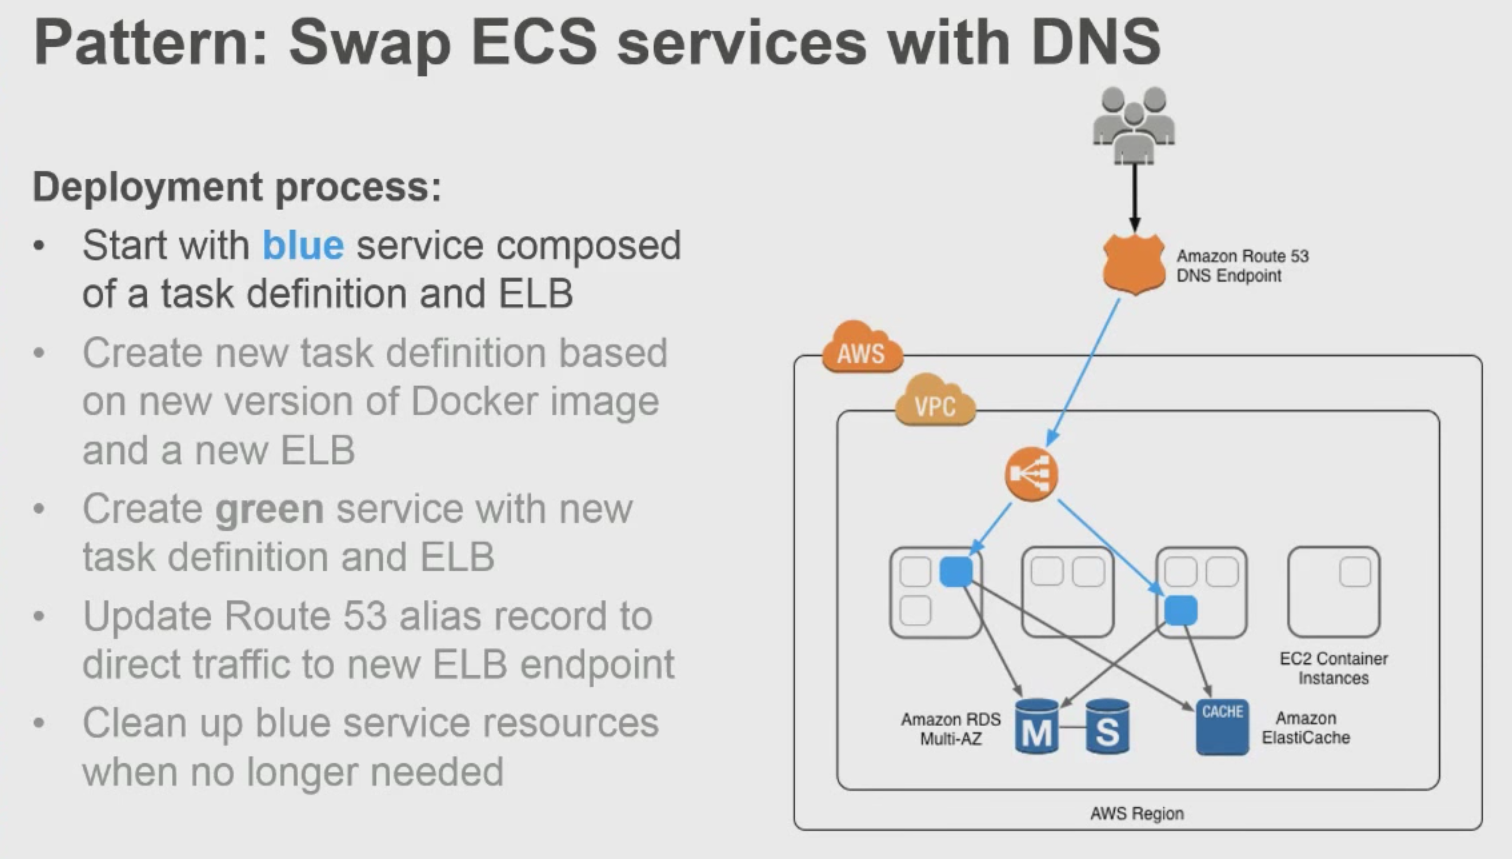 Pattern: Swap ECS services with DNS
Deployment process:
• Start with blue service composed
of a task definition and ELB
• Create new task definition based
on new version of Docker image
and a new ELB
• Create green service with new
task definition and ELB
• Update Route 53 alias record to
direct traffic to new ELB endpoint
• Clean up blue service resources
when no longer needed
Amazon Route 53
DNS Endpoint
AWS
VPC
EC2 Container
Instances
Amazon RDS
Multi-AZ
M
S
CACHE
Amazon
ElastiCache
AWS Region